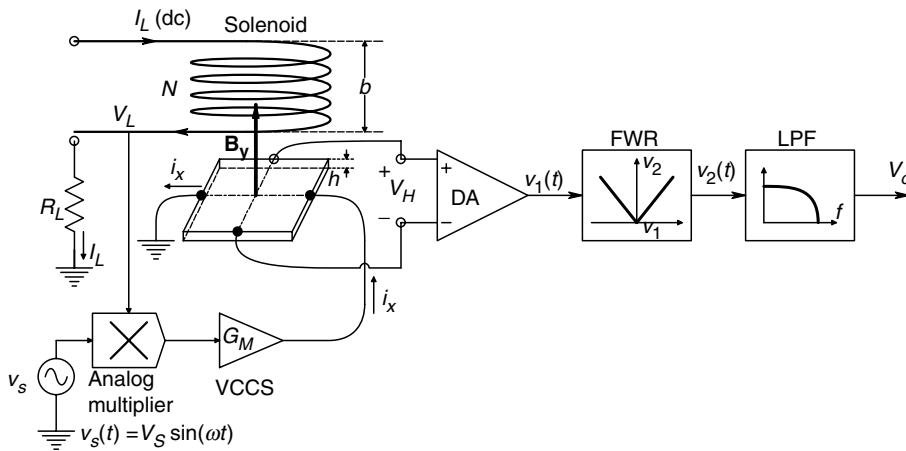 I_L (dc)
Solenoid
N
b
V_L
B_y
h
i_x
+
V_H
−
+
−
DA
v_1(t)
FWR
v_2
v_1
v_2(t)
LPF
f
V_o
R_L
I_L
i_x
v_s
Analog
multiplier
G_M
VCCS
v_s(t) = V_S sin(ωt)